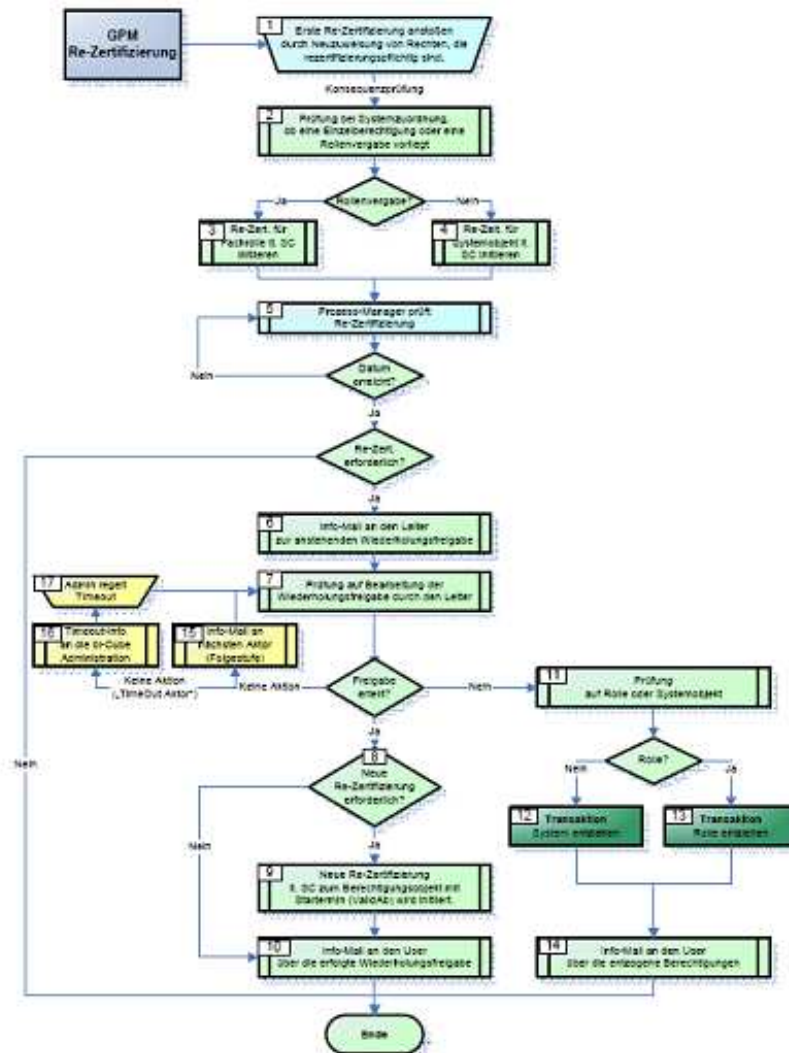 GPM
Re-Zertifizierung
1
Erste Re-Zertifizierung anstoßen
durch Neuzuweisung von Rechten, die
rezertifizierungspflichtig sind.
Konsequenzprüfung
2
Prüfung bei Systemzuordnung,
ob eine Einzelberechtigung oder eine
Rollenvergabe vorliegt
Ja
Rollenvergabe?
Nein
3
Re-Zert. für
Fachrolle lt. SC
initiieren
4
Re-Zert. für
Systemobjekt lt.
SC initiieren
5
Prozess-Manager prüft
Re-Zertifizierung
Nein
Datum
erreicht?
Ja
Re-Zert.
erforderlich?
Ja
6
Info-Mail an den Leiter
zur anstehenden Wiederholungsfreigabe
17
Admin regelt
Timeout
7
Prüfung auf Bearbeitung der
Wiederholungsfreigabe durch den Leiter
16
Timeout-Info
an die bi-Cube
Administration
15
Info-Mail an
nächsten Aktor
(Folgestufe)
Keine Aktion
(„TimeOut Aktor“)
Keine Aktion
Freigabe
erteilt?
Nein
11
Prüfung
auf Rolle oder Systemobjekt
Ja
Nein
8
Neue
Re-Zertifizierung
erforderlich?
Nein
Rolle?
Ja
12
Transaktion
System entziehen
13
Transaktion
Rolle entziehen
Nein
Ja
9
Neue Re-Zertifizierung
lt. SC zum Berechtigungsobjekt mit
Starttermin (ValidAb) wird initiiert.
10
Info-Mail an den User
über die erfolgte Wiederholungsfreigabe
14
Info-Mail an den User
über die entzogene Berechtigungen
Ende